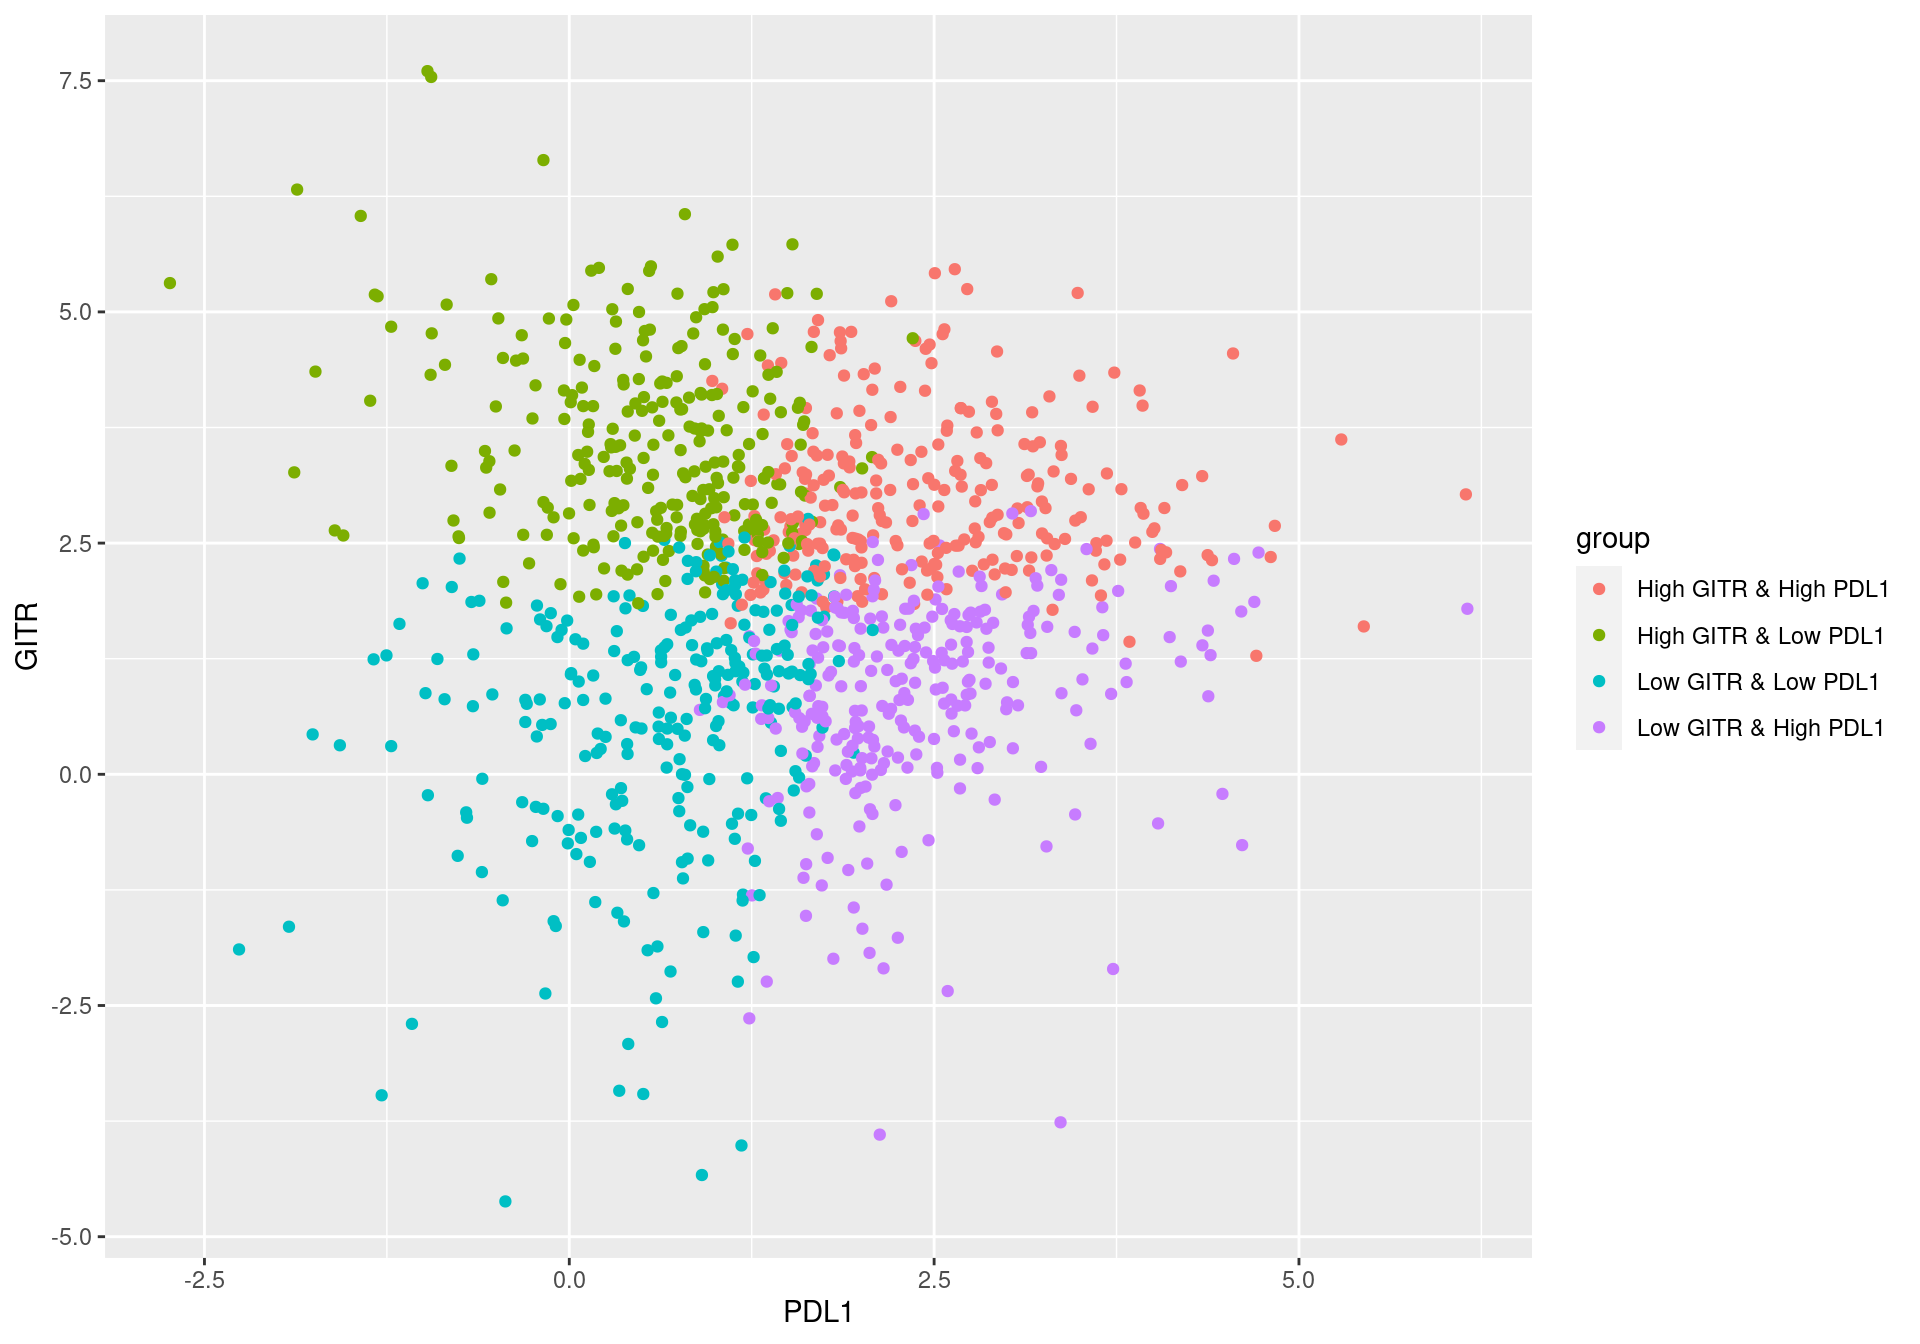 7.5
5.0
2.5
0.0
-2.5
-5.0
GITR
-2.5 0.0 2.5 5.0
PDL1
group
High GITR & High PDL1
High GITR & Low PDL1
Low GITR & Low PDL1
Low GITR & High PDL1